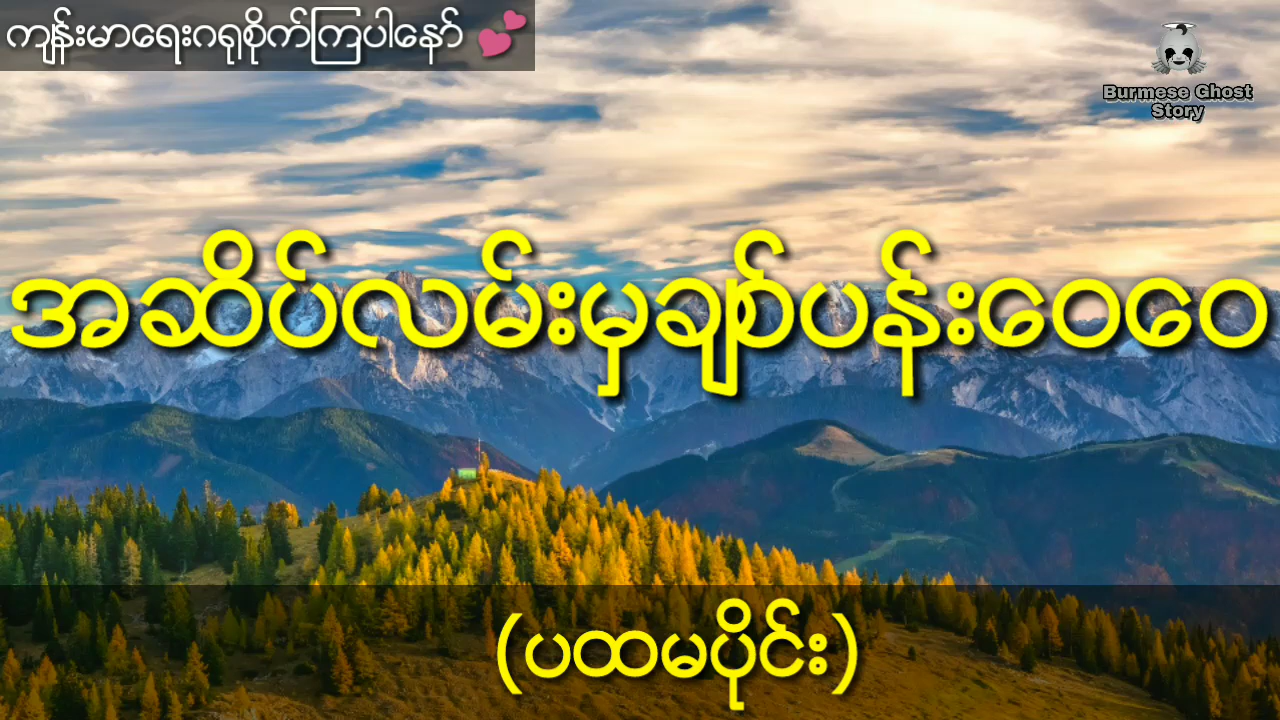 ကျန်းမာရေးဂရုစိုက်ကြပါနော် 💕
Burmese Ghost
Story
အဆိပ်လမ်းမှချစ်ပန်းဝေဝေ
(ပထမပိုင်း)